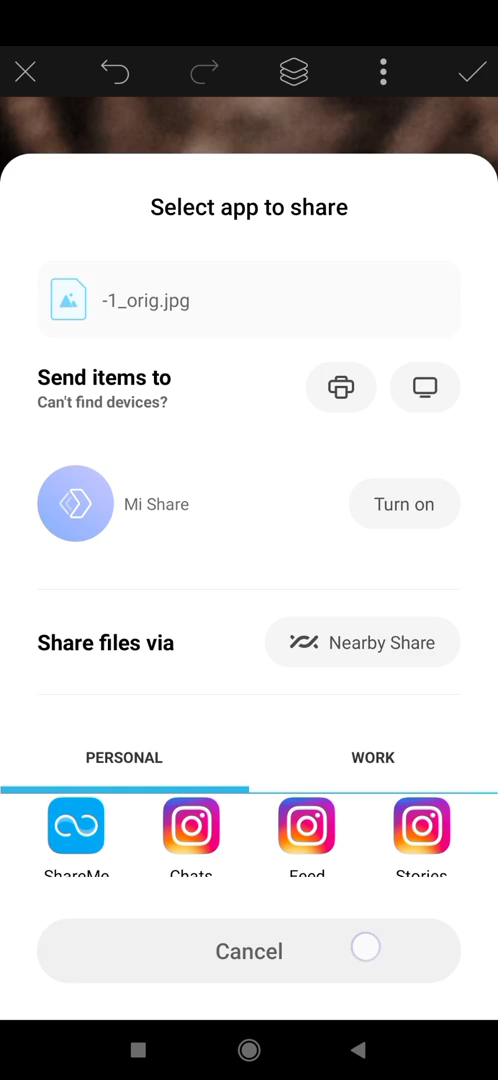 Select app to share
-1_orig.jpg
Send items to
Can't find devices?
Mi Share
Turn on
Share files via
Nearby Share
PERSONAL
WORK
ShareMe
Chats
Feed
Stories
Cancel